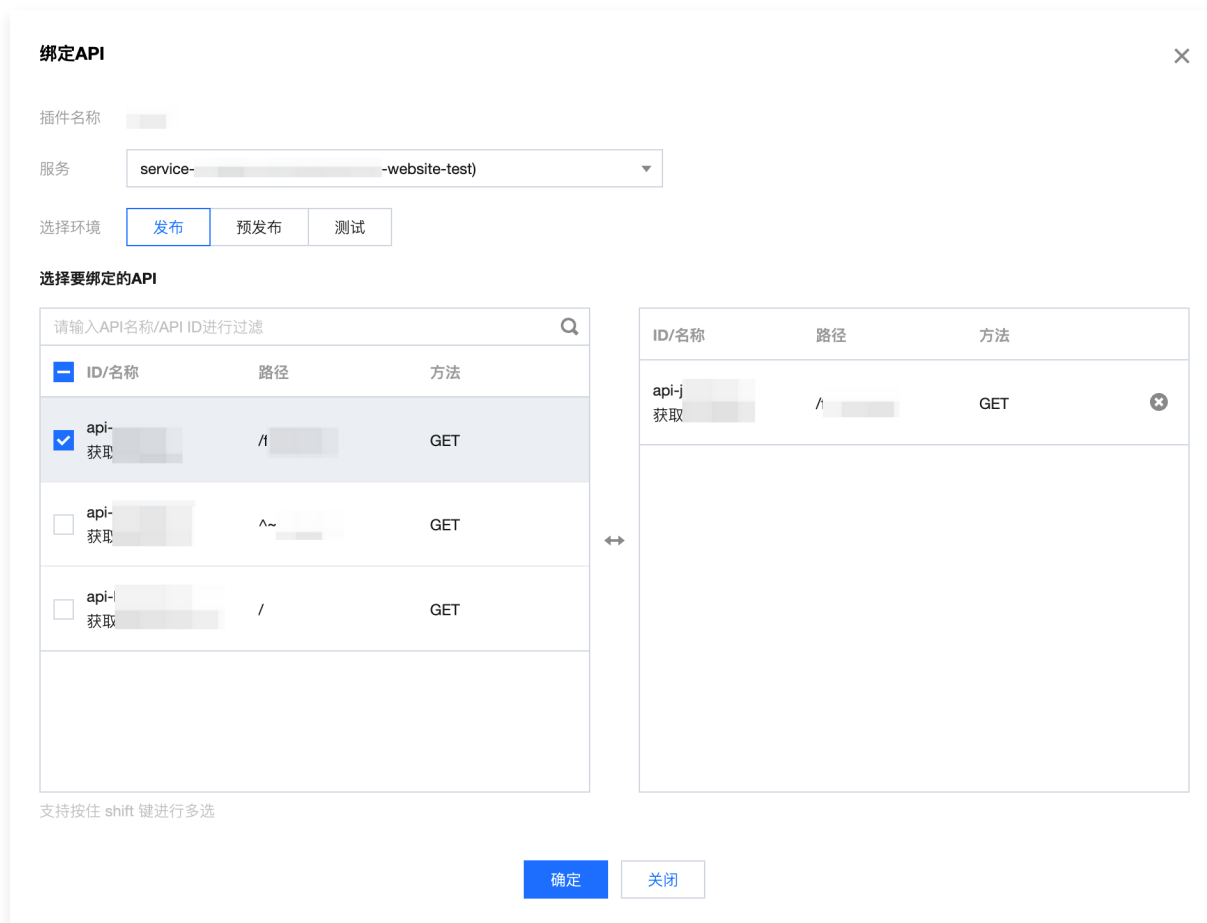 绑定API
插件名称
服务 service- -website-test)
选择环境 发布 预发布 测试
选择要绑定的API
请输入API名称/API ID进行过滤
ID/名称 路径 方法
api-
获取
/f
GET
api-
获取
^~
GET
api-
获取
/
GET
ID/名称 路径 方法
api-j
获取
/
GET
支持按住 shift 键进行多选
确定 关闭